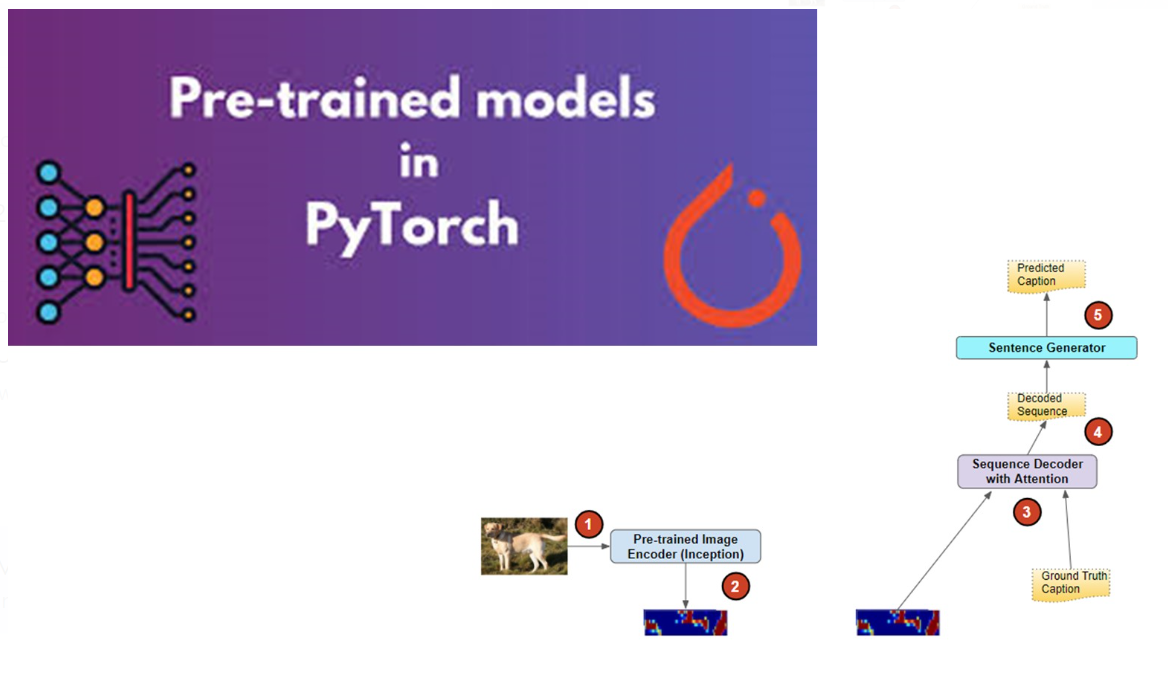 Pre-trained models
in
PyTorch
Predicted
Caption
5
Sentence Generator
Decoded
Sequence
4
Sequence Decoder
with Attention
3
1
Pre-trained Image
Encoder (Inception)
2
Ground Truth
Caption